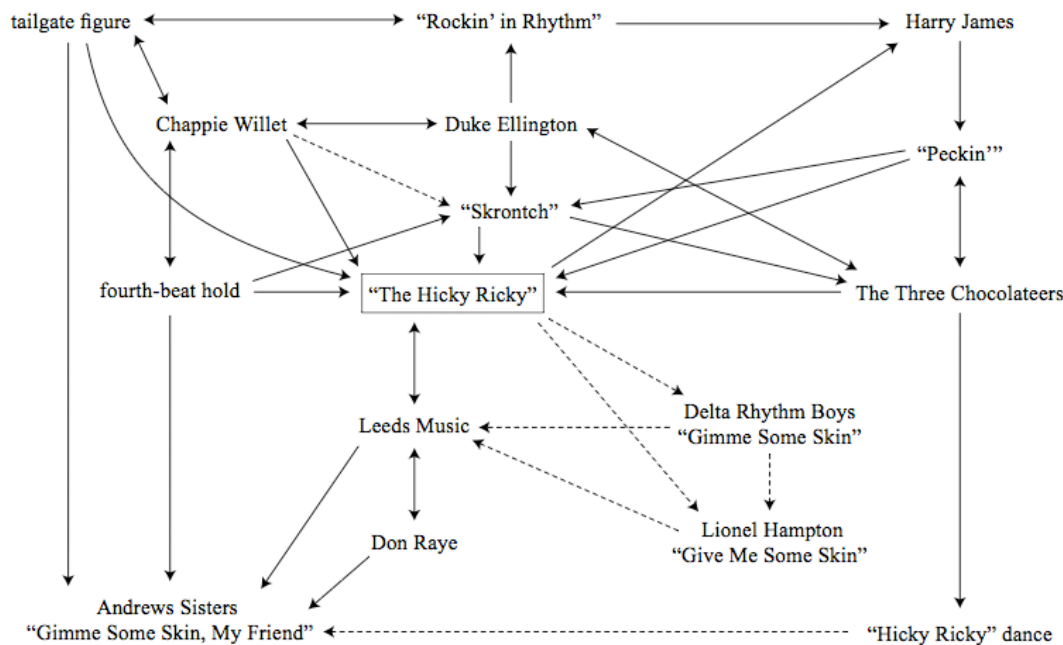 tailgate figure
“Rockin’ in Rhythm”
Harry James
Chappie Willet
Duke Ellington
“Peckin’”
“Skrontch”
fourth-beat hold
“The Hicky Ricky”
The Three Chocolateers
Delta Rhythm Boys
“Gimme Some Skin”
Leeds Music
Lionel Hampton
“Give Me Some Skin”
Don Raye
Andrews Sisters
“Gimme Some Skin, My Friend”
“Hicky Ricky” dance